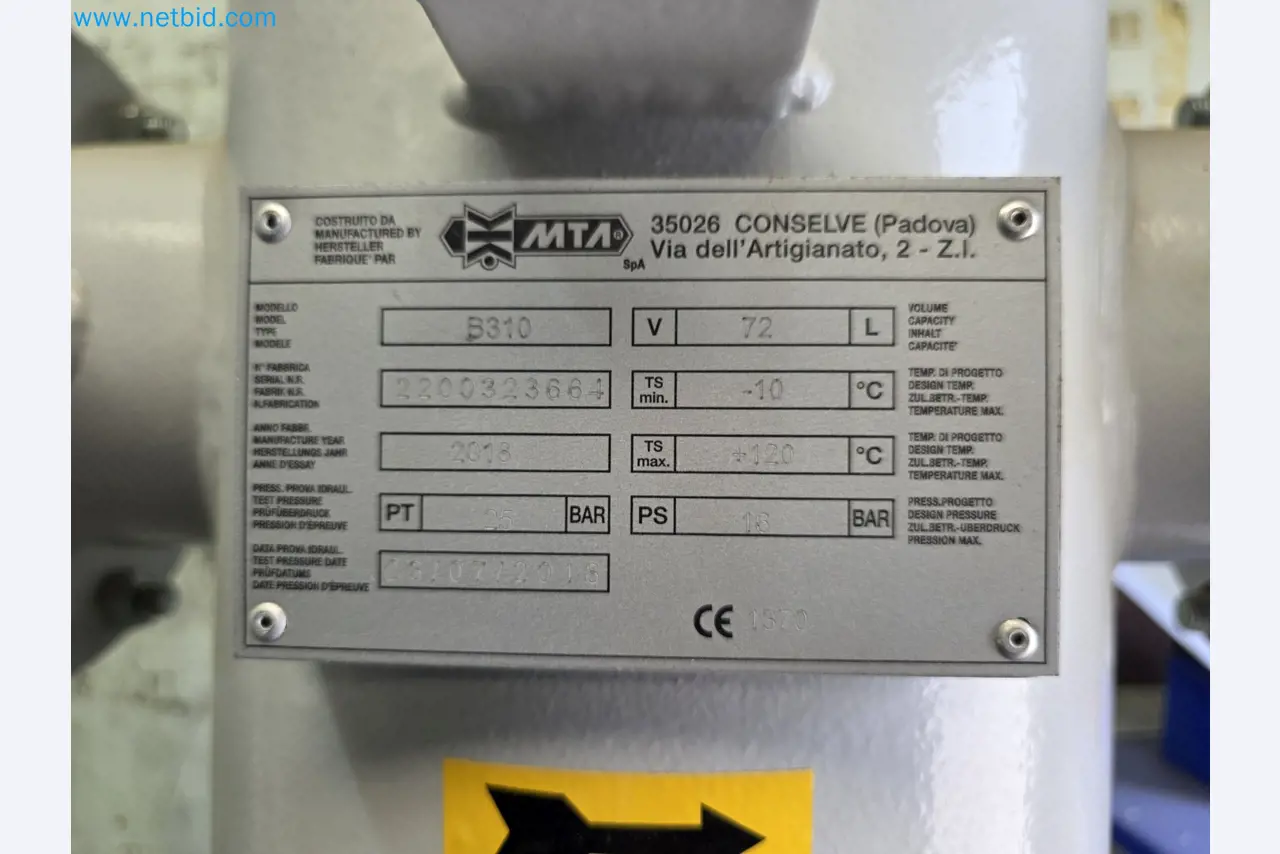 www.netbid.com
COSTRUITO DA
MANUFACTURED BY
HERSTELLER
FABRIQUE' PAR
MTA®
SpA
35026 CONSELVE (Padova)
Via dell'Artigianato, 2 - Z.I.
MODELLO
MODEL
TYPE
MODELE
B310
V 72 L
VOLUME
CAPACITY
INHALT
CAPACITE'
N° FABBRICA
SERIAL N.R.
FABRIK N.R.
N.FABRICATION
2200323664
TS
min.
-10 °C
TEMP. DI PROGETTO
DESIGN TEMP.
ZUL.BETR.-TEMP.
TEMPERATURE MAX.
ANNO FABBR.
MANUFACTURE YEAR
HERSTELLUNGS JAHR
ANNE D'ESSAY
2018
TS
max.
+120 °C
TEMP. DI PROGETTO
DESIGN TEMP.
ZUL.BETR.-TEMP.
TEMPERATURE MAX.
PRESS. PROVA IDRAUL.
TEST PRESSURE
PRÜFÜBERDRUCK
PRESSION D'ÉPREUVE
PT 25 BAR
PS 16 BAR
PRESS.PROGETTO
DESIGN PRESSURE
ZUL.BETR.-ÜBERDRUCK
PRESSION MAX.
DATA PROVA IDRAUL.
TEST PRESSURE DATE
PRÜFDATUMS
DATE PRESSION D'ÉPREUVE
CE 1370